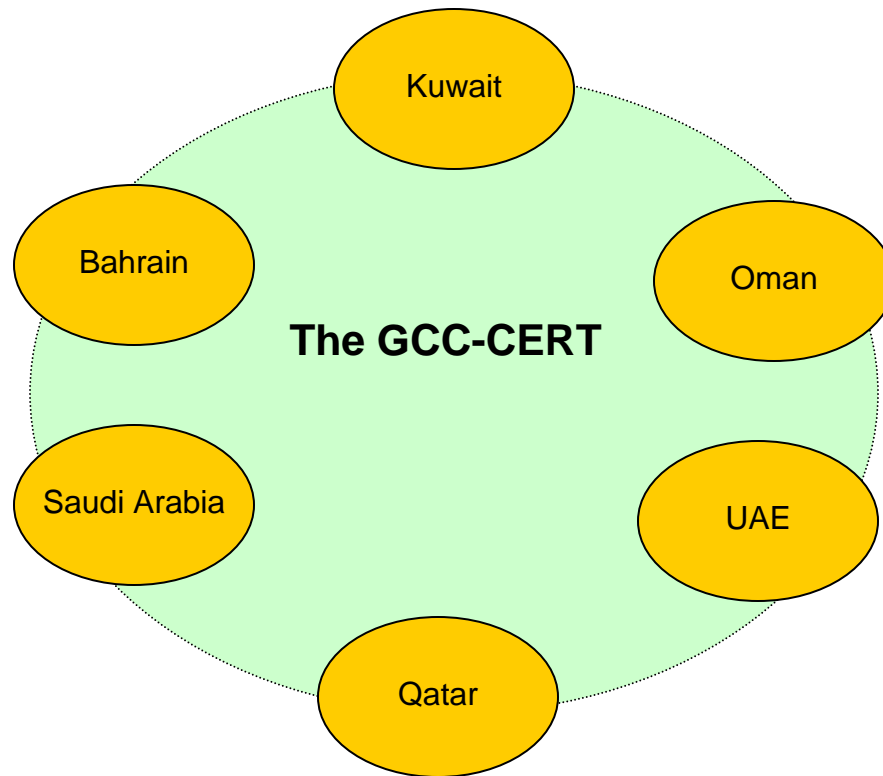 Kuwait
Bahrain
Oman
The GCC-CERT
Saudi Arabia
UAE
Qatar